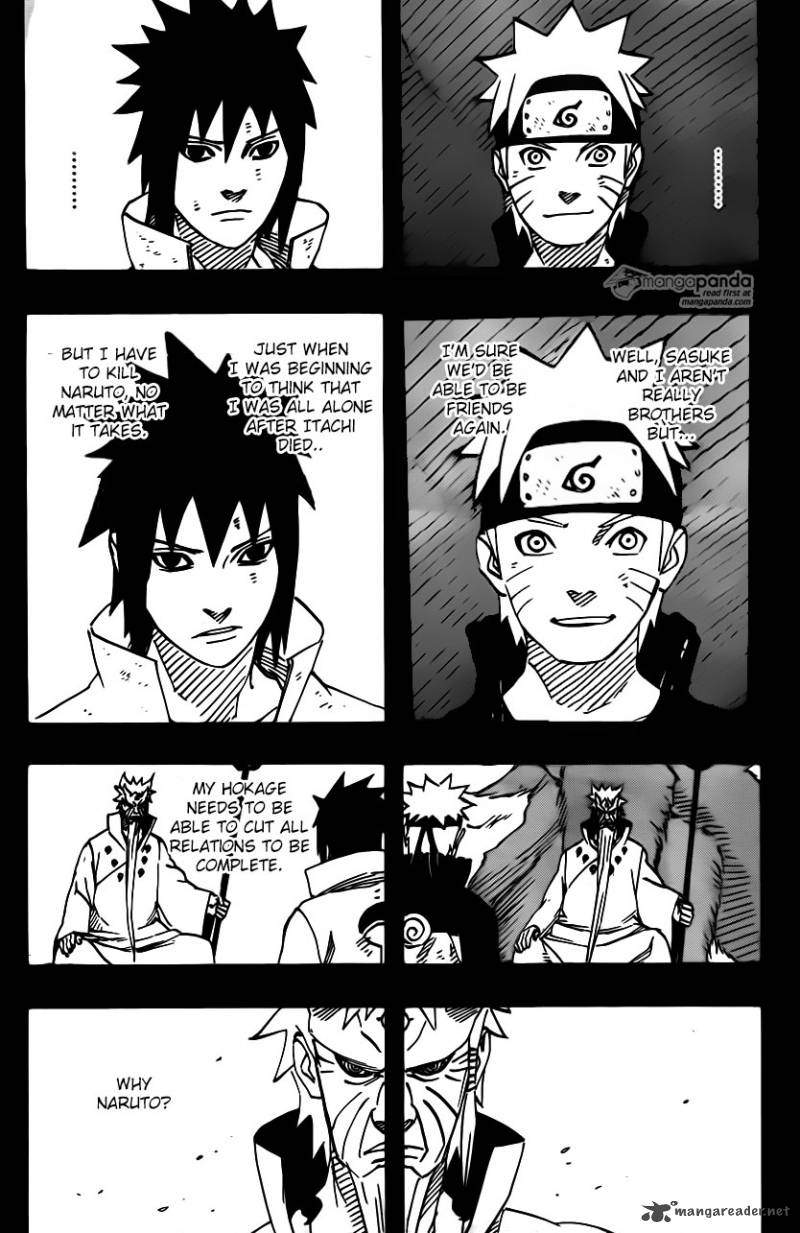 mangapanda
read first at
mangapanda.com
WELL, SASUKE
AND I AREN'T
REALLY
BROTHERS
BUT...
I'M SURE
WE'D BE
ABLE TO BE
FRIENDS
AGAIN.
JUST WHEN
I WAS BEGINNING
TO THINK THAT
I WAS ALL ALONE
AFTER ITACHI
DIED..
BUT I HAVE
TO KILL
NARUTO, NO
MATTER WHAT
IT TAKES.
MY HOKAGE
NEEDS TO BE
ABLE TO CUT ALL
RELATIONS TO BE
COMPLETE.
WHY
NARUTO?
mangareader.net